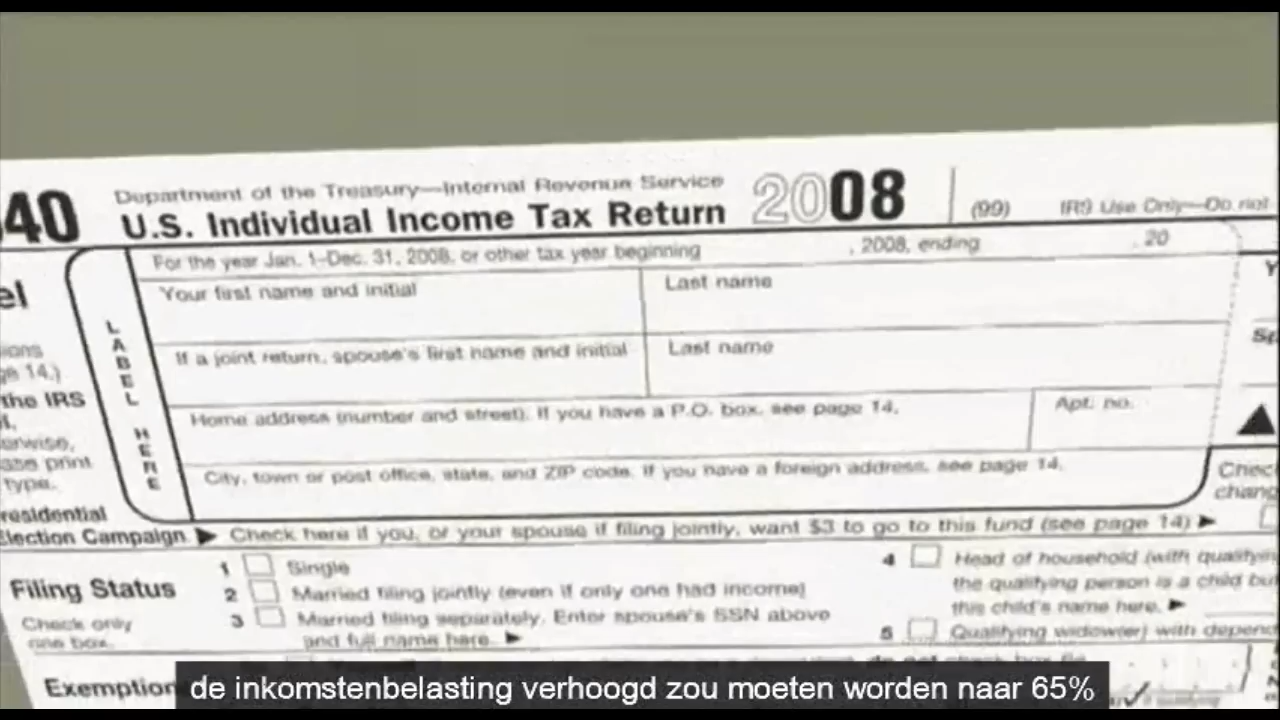 40
Department of the Treasury—Internal Revenue Service
U.S. Individual Income Tax Return 2008
(99) IRS Use Only—Do not
For the year Jan. 1–Dec. 31, 2008, or other tax year beginning , 2008, ending , 20
el
LABEL HERE
Your first name and initial
Last name
If a joint return, spouse's first name and initial
Last name
ge 14.)
the IRS
Home address (number and street). If you have a P.O. box, see page 14.
Apt. no.
print
type.
City, town or post office, state, and ZIP code. If you have a foreign address, see page 14.
Chec
chang
residential
Election Campaign ▶ Check here if you, or your spouse if filing jointly, want $3 to go to this fund (see page 14) ▶
Filing Status
Check only
one box.
1 Single
2 Married filing jointly (even if only one had income)
3 Married filing separately. Enter spouse's SSN above
and full name here. ▶
4 Head of household (with qualifyin
the qualifying person is a child bu
this child's name here. ▶
5 Qualifying widow(er) with depend
Exemption
de inkomstenbelasting verhoogd zou moeten worden naar 65%